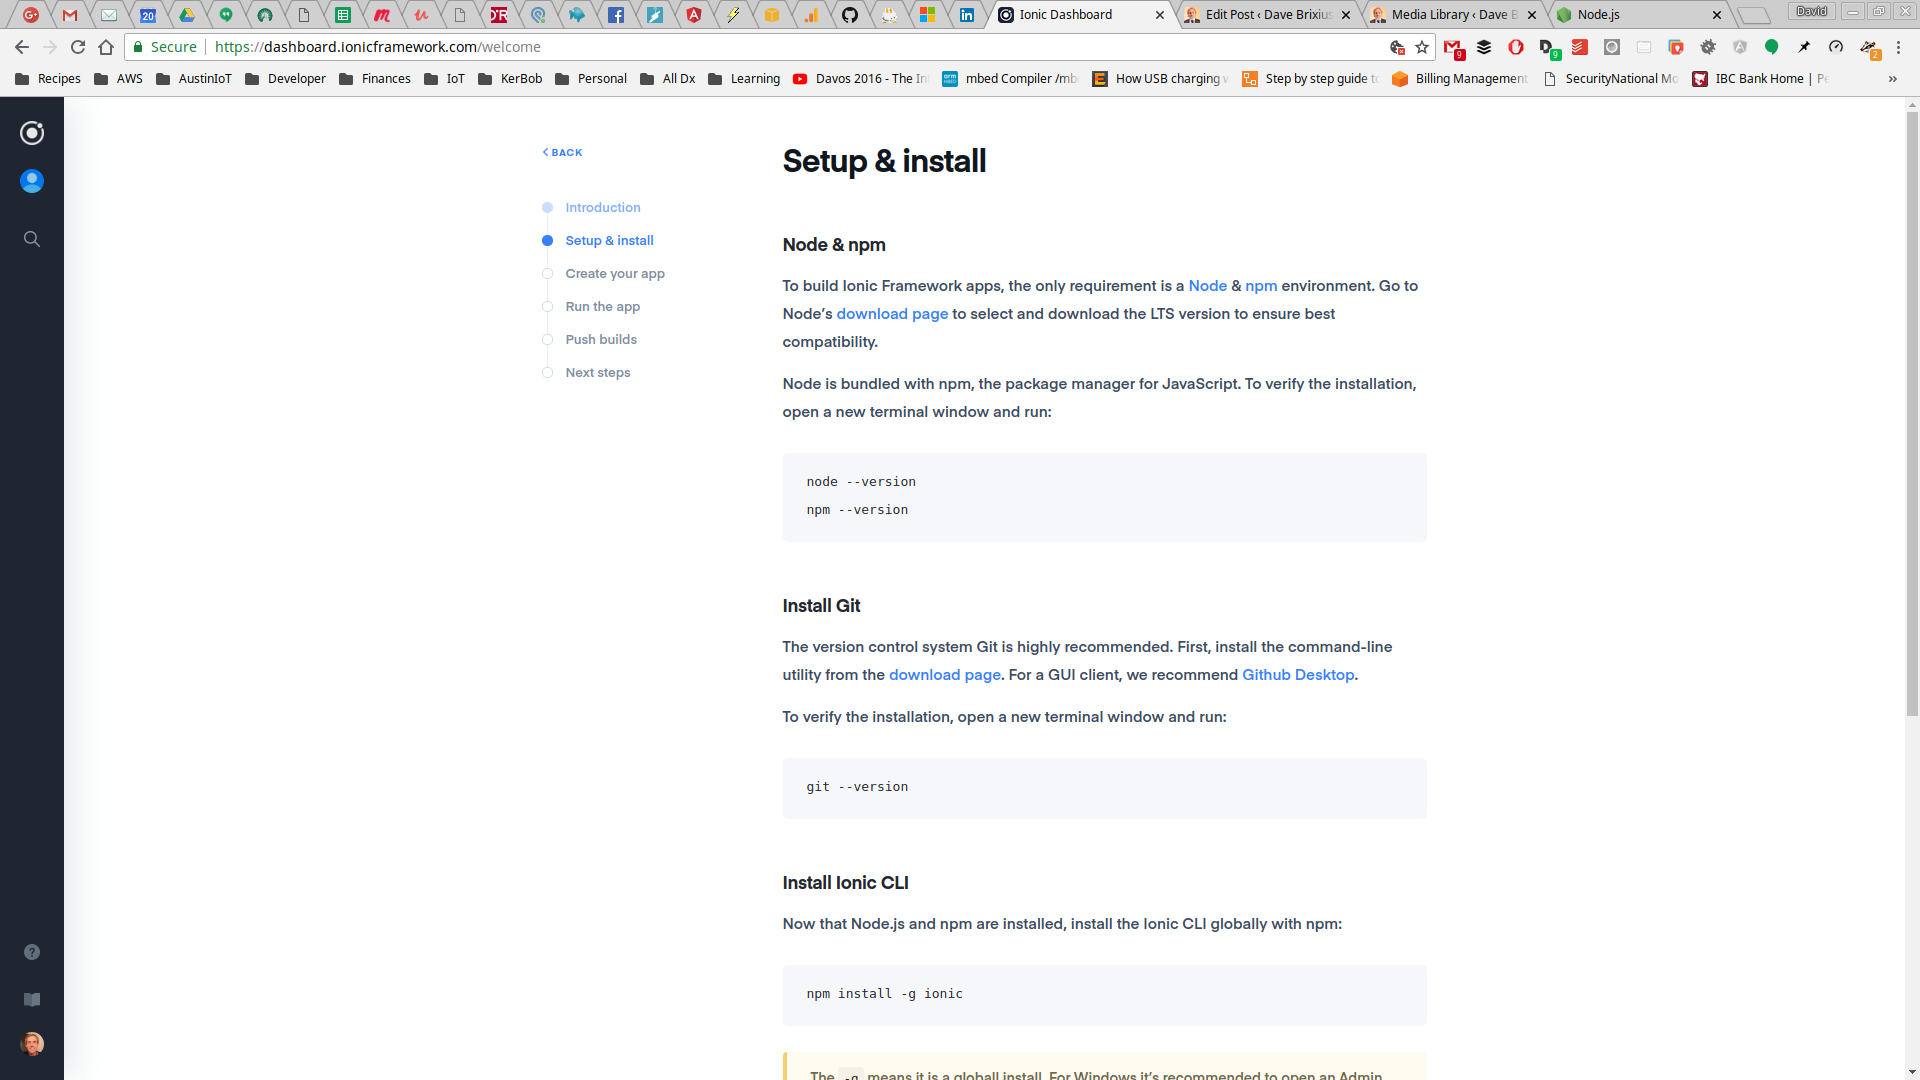 Ionic Dashboard
Edit Post ‹ Dave Brixius
Media Library ‹ Dave B
Node.js
David
Secure
https://dashboard.ionicframework.com/welcome
Recipes
AWS
AustinIoT
Developer
Finances
IoT
KerBob
Personal
All Dx
Learning
Davos 2016 - The In
mbed Compiler /mb
How USB charging
Step by step guide to
Billing Management
SecurityNational Mo
IBC Bank Home | Pe
»
BACK
Introduction
Setup & install
Create your app
Run the app
Push builds
Next steps
Setup & install
Node & npm
To build Ionic Framework apps, the only requirement is a Node & npm environment. Go to
Node’s download page to select and download the LTS version to ensure best
compatibility.
Node is bundled with npm, the package manager for JavaScript. To verify the installation,
open a new terminal window and run:
node --version
npm --version
Install Git
The version control system Git is highly recommended. First, install the command-line
utility from the download page. For a GUI client, we recommend Github Desktop.
To verify the installation, open a new terminal window and run:
git --version
Install Ionic CLI
Now that Node.js and npm are installed, install the Ionic CLI globally with npm:
npm install -g ionic
The -g means it is a globall install. For Windows it’s recommended to open an Admin